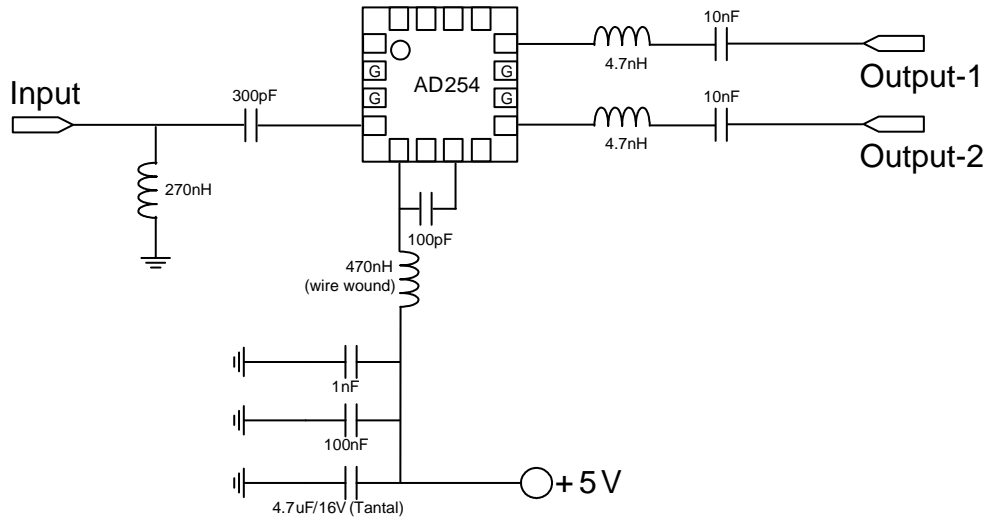 10nF
4.7nH
Output-1
G
G
G
G
AD254
Input
300pF
10nF
4.7nH
Output-2
270nH
100pF
470nH
(wire wound)
1nF
100nF
4.7uF/16V (Tantal)
+5V